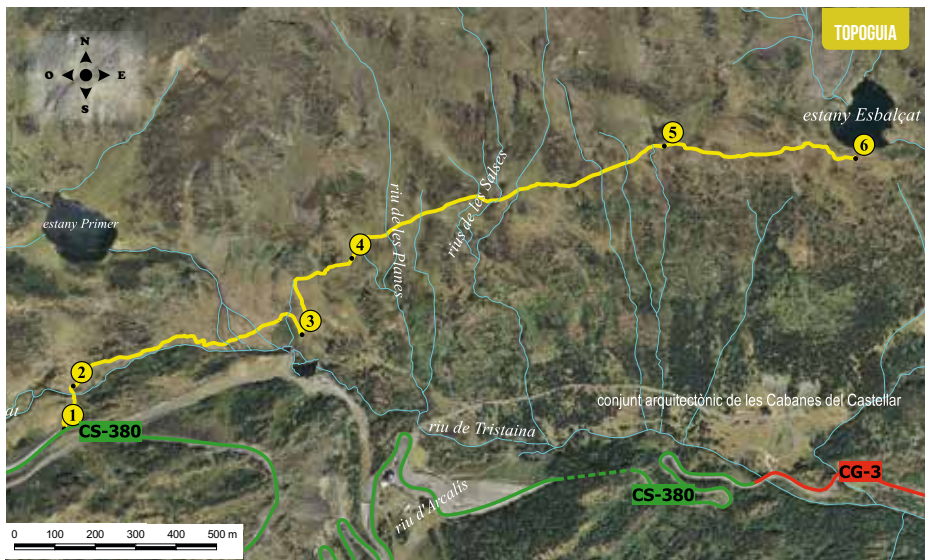 TOPOGUIA
N
O E
S
estany Esbalçat
5
6
riu de les Planes
rius de les Salses
estany Primer
4
3
2
at
1
CS-380
conjunt arquitectònic de les Cabanes del Castellar
riu de Tristaina
CG-3
CS-380
riu d'Arcalís
0 100 200 300 400 500 m